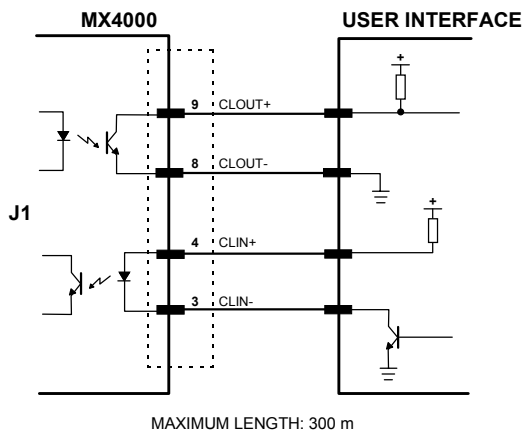 MX4000 USER INTERFACE
+
9 CLOUT+
8 CLOUT-
J1
+
4 CLIN+
3 CLIN-
MAXIMUM LENGTH: 300 m